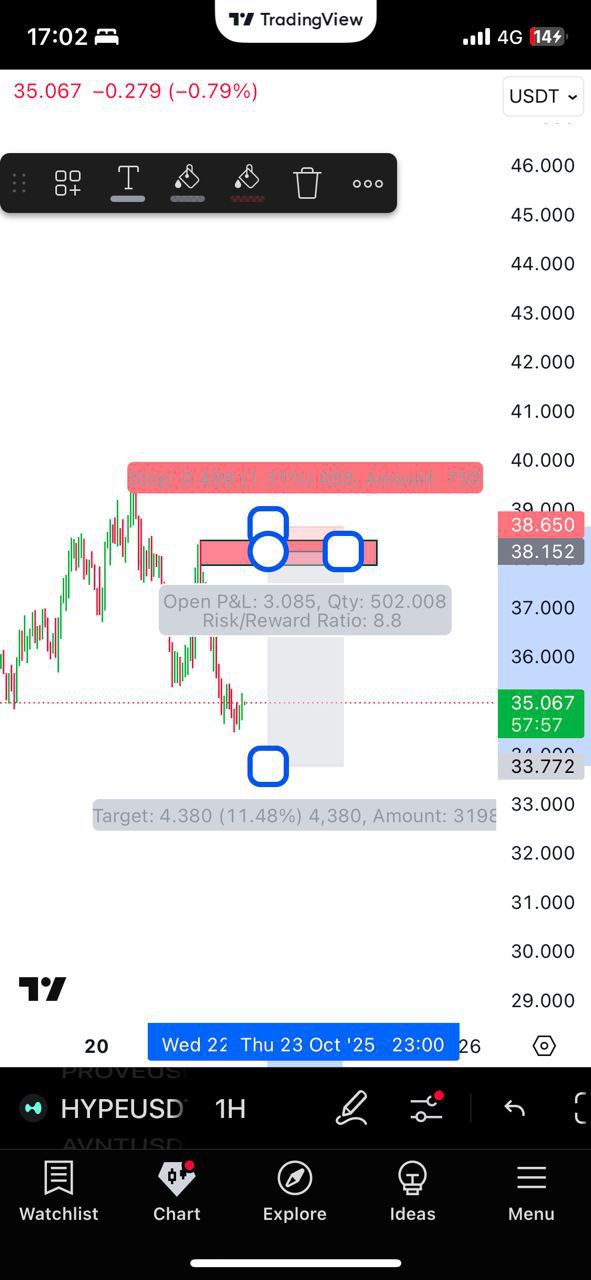 17:02
TradingView
4G
14
35.067 −0.279 (−0.79%)
USDT
T
46.000
45.000
44.000
43.000
42.000
41.000
40.000
39.000
Stop: 0.498 (1.31%) 498, Amount: 750
38.650
38.152
Open P&L: 3.085, Qty: 502.008
Risk/Reward Ratio: 8.8
37.000
36.000
35.067
57:57
34.000
33.772
Target: 4.380 (11.48%) 4,380, Amount: 3198
33.000
32.000
31.000
30.000
29.000
20
Wed 22
Thu 23 Oct '25 23:00
26
PROVEUS
HYPEUSDT
1H
AVNTUSD
Watchlist
Chart
Explore
Ideas
Menu